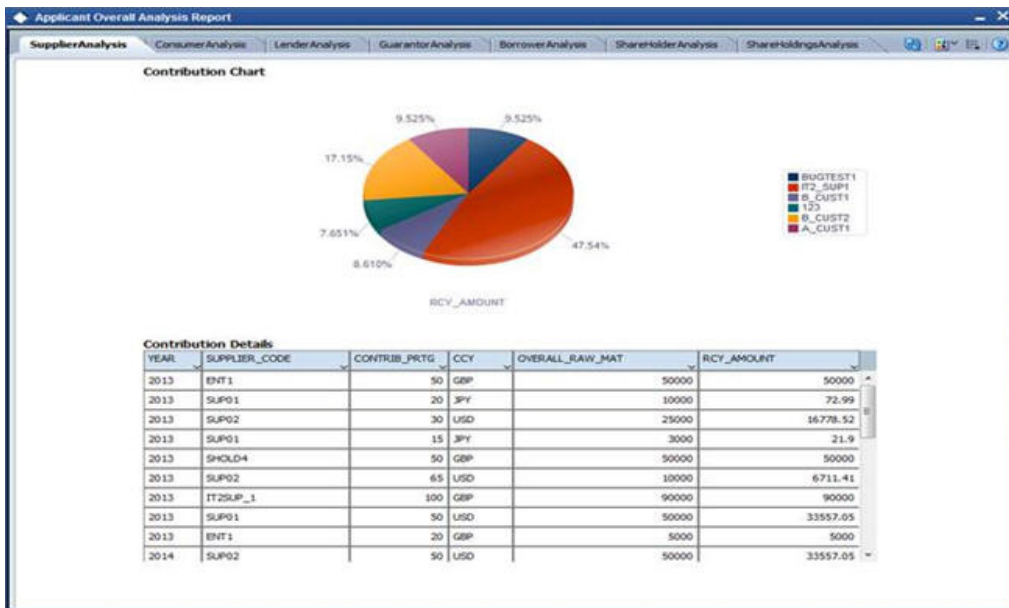 Applicant Overall Analysis Report
SupplierAnalysis ConsumerAnalysis LenderAnalysis GuarantorAnalysis BorrowerAnalysis ShareHolderAnalysis ShareHoldingsAnalysis
Contribution Chart
9.525% 9.525%
17.15%
BUGTEST1
IT2_SUP1
B_CUST1
123
B_CUST2
A_CUST1
7.651%
47.54%
8.610%
RCY_AMOUNT
Contribution Details
YEAR SUPPLIER_CODE CONTRIB_PRTG CCY OVERALL_RAW_MAT RCY_AMOUNT
2013 ENT1 50 GBP 50000 50000
2013 SUP01 20 JPY 10000 72.99
2013 SUP02 30 USD 25000 16778.52
2013 SUP01 15 JPY 3000 21.9
2013 SHOLD4 50 GBP 50000 50000
2013 SUP02 65 USD 10000 6711.41
2013 IT2SUP_1 100 GBP 90000 90000
2013 SUP01 50 USD 50000 33557.05
2013 ENT1 20 GBP 5000 5000
2014 SUP02 50 USD 50000 33557.05